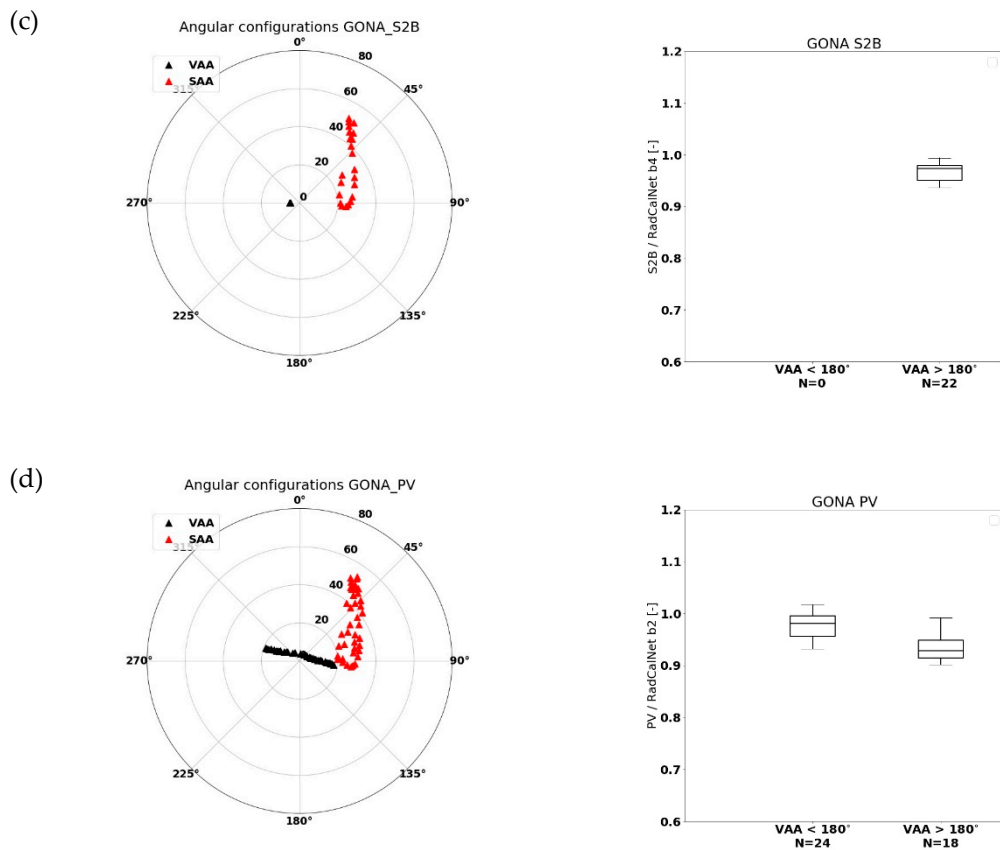 (c)
Angular configurations GONA_S2B
VAA
SAA
0°
45°
90°
135°
180°
225°
270°
315°
0
20
40
60
80
GONA S2B
S2B / RadCalNet b4 [-]
1.2
1.1
1.0
0.9
0.8
0.7
0.6
VAA < 180°
N=0
VAA > 180°
N=22
(d)
Angular configurations GONA_PV
VAA
SAA
0°
45°
90°
135°
180°
225°
270°
315°
20
40
60
80
GONA PV
PV / RadCalNet b2 [-]
1.2
1.1
1.0
0.9
0.8
0.7
0.6
VAA < 180°
N=24
VAA > 180°
N=18